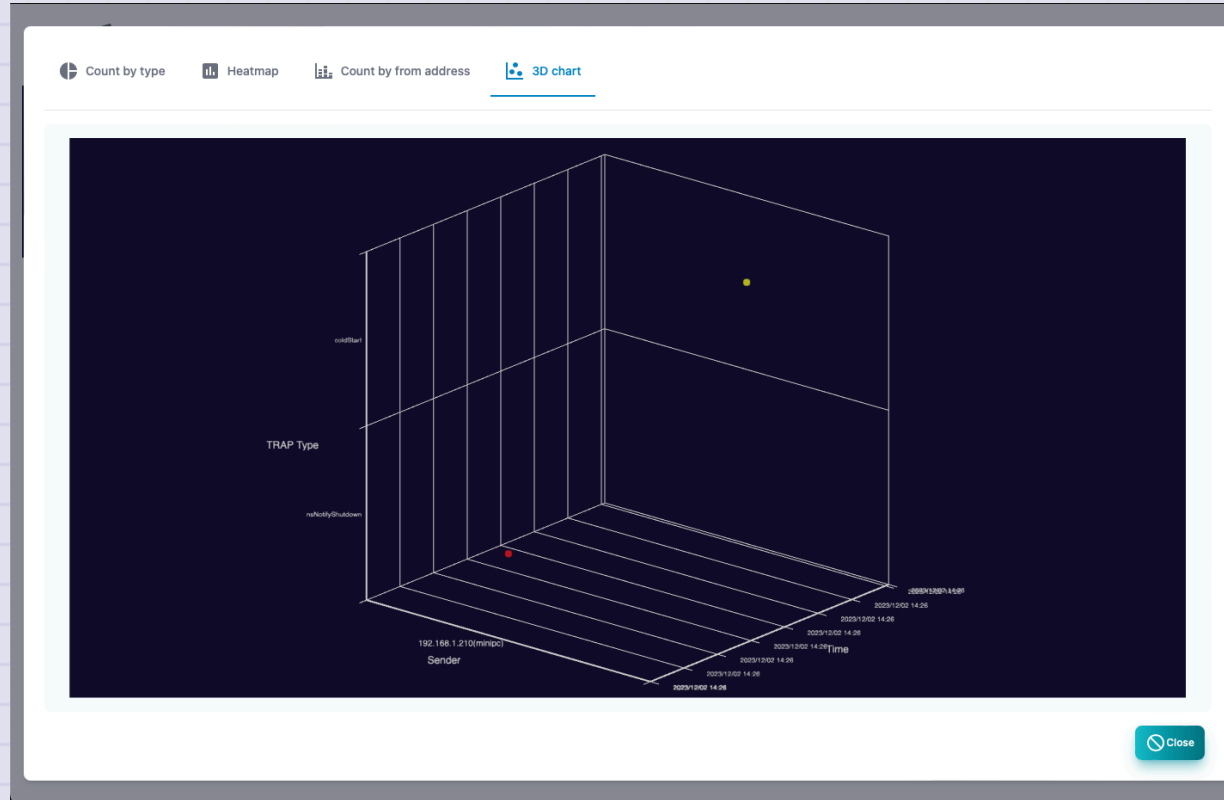 Count by type
Heatmap
Count by from address
3D chart
coldStart
TRAP Type
nsNotifyShutdown
192.168.1.210(minipc)
Sender
2023/12/02 14:26
2023/12/02 14:26
2023/12/02 14:26
2023/12/02 14:26
Time
2023/12/02 14:26
2023/12/02 14:26
2023/12/02 14:26
Close